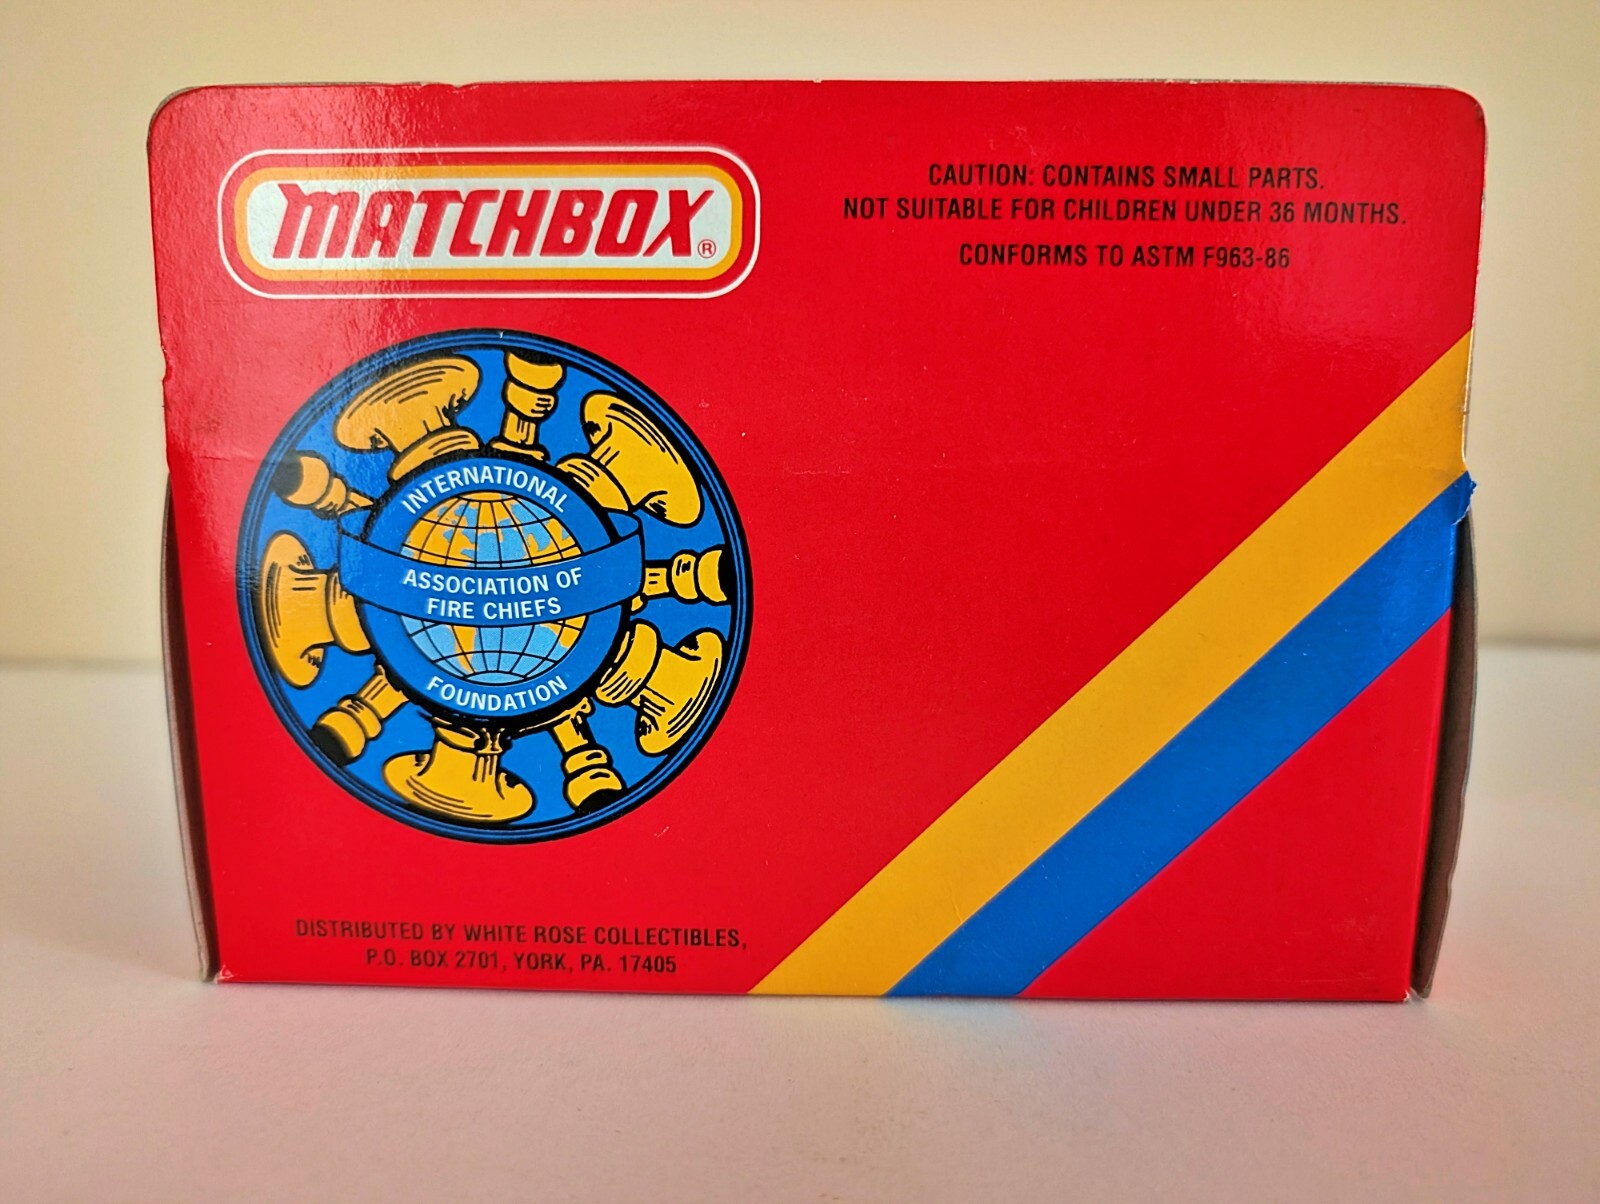 MATCHBOX®
CAUTION: CONTAINS SMALL PARTS.
NOT SUITABLE FOR CHILDREN UNDER 36 MONTHS.
CONFORMS TO ASTM F963-86
INTERNATIONAL
ASSOCIATION OF
FIRE CHIEFS
FOUNDATION
DISTRIBUTED BY WHITE ROSE COLLECTIBLES,
P.O. BOX 2701, YORK, PA. 17405